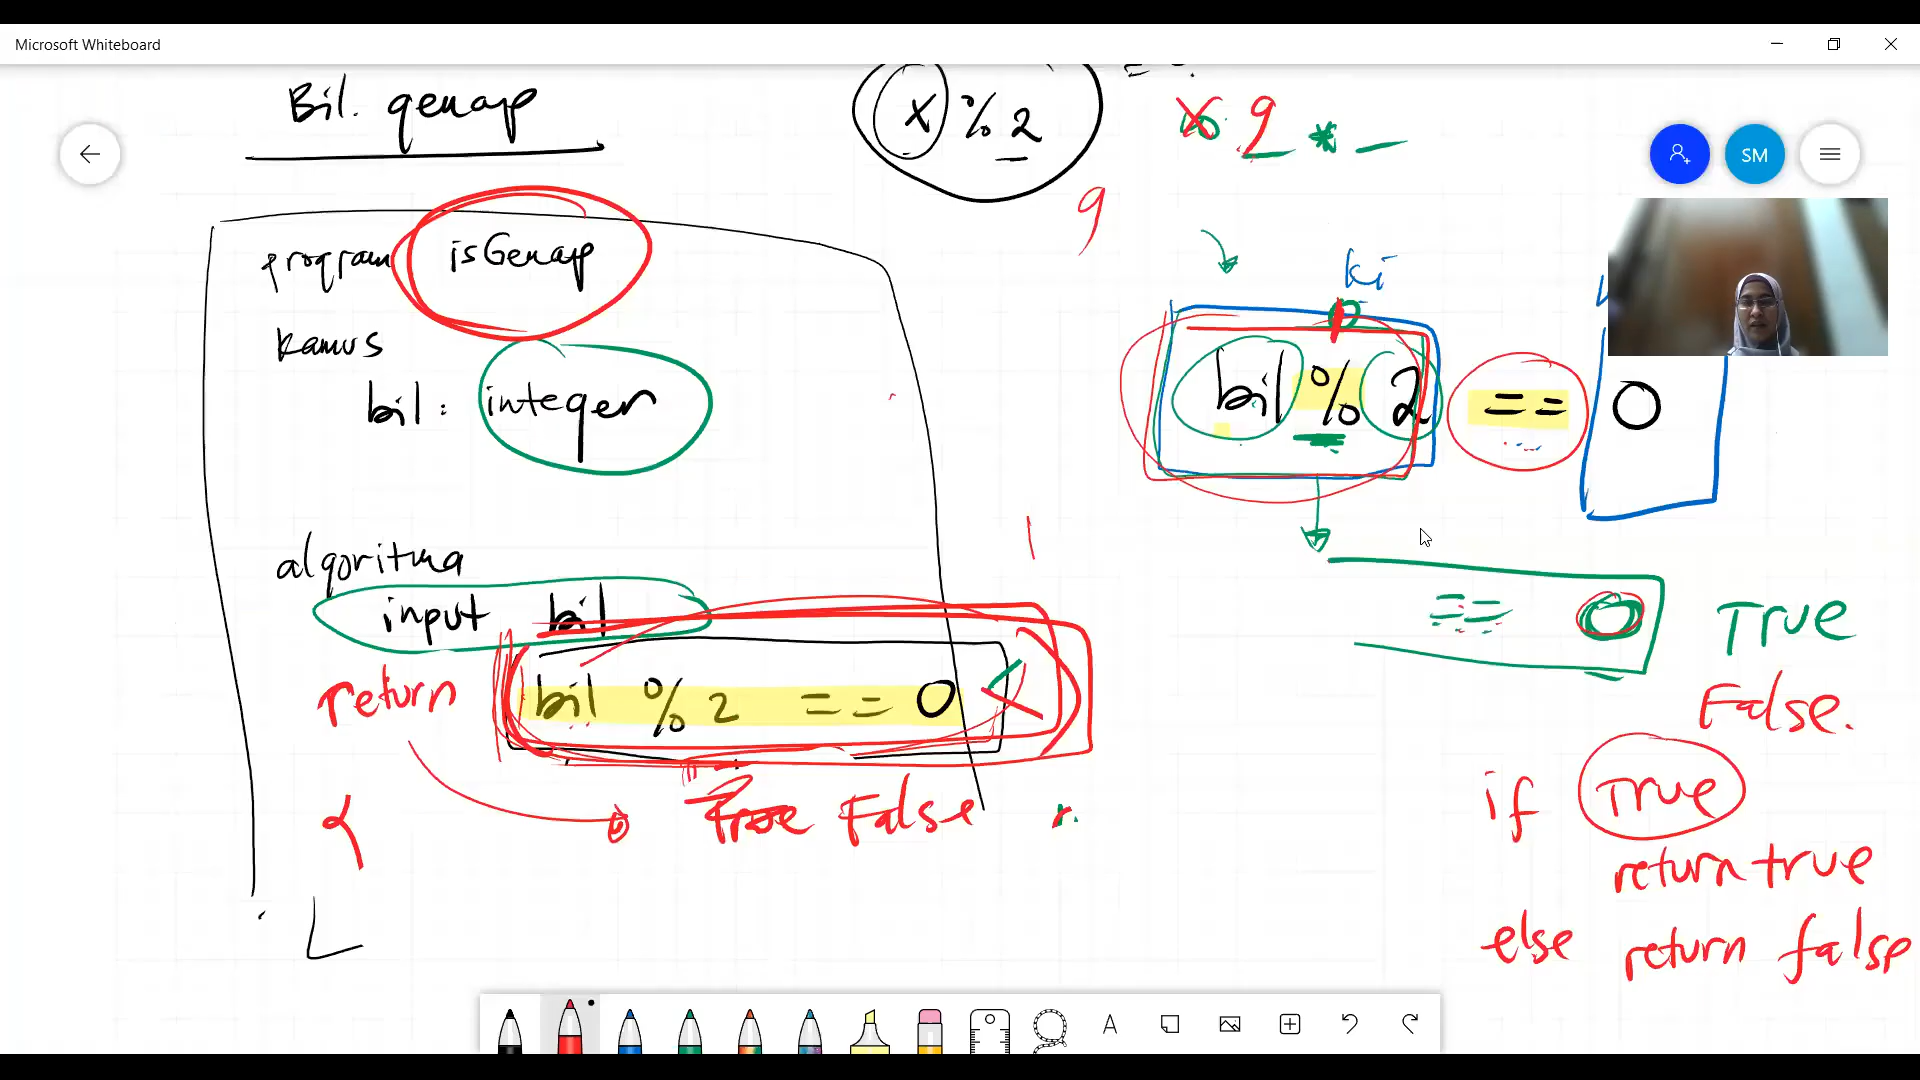 Microsoft Whiteboard
Bil. genap
x % 2
9 * _
9
SM
program isGenap
kamus
bil : integer
ki
bil % 2 == 0
algoritma
input bil
return bil % 2 == 0
== 0 True
False.
True False
if True
return true
else return false
A